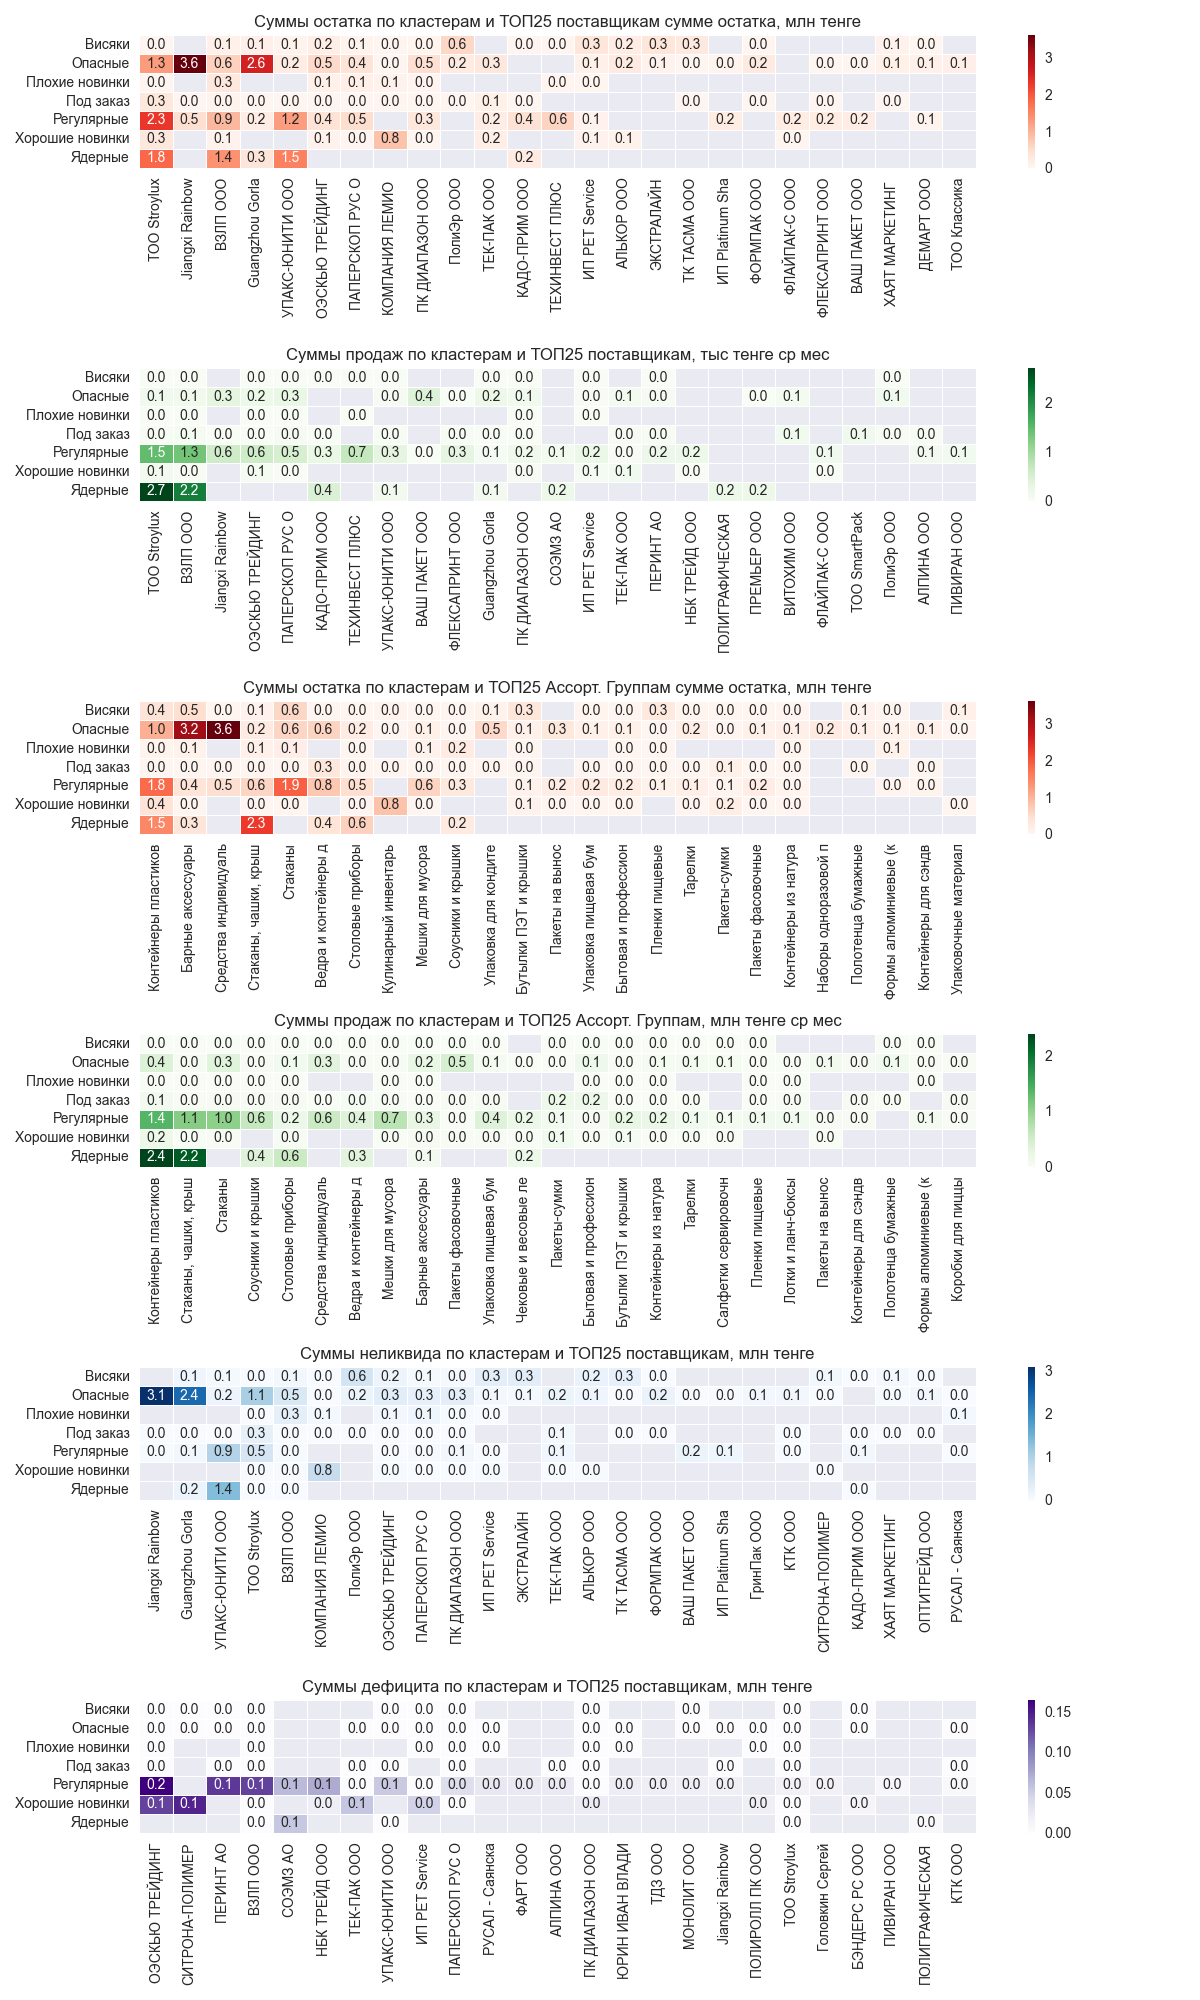 Суммы остатка по кластерам и ТОП25 поставщикам сумме остатка, млн тенге
Висяки 0.0 0.1 0.1 0.1 0.2 0.1 0.0 0.0 0.6 0.0 0.0 0.3 0.2 0.3 0.3 0.0 0.1 0.0
Опасные 1.3 3.6 0.6 2.6 0.2 0.5 0.4 0.0 0.5 0.2 0.3 0.1 0.2 0.1 0.0 0.0 0.2 0.0 0.0 0.1 0.1 0.1
Плохие новинки 0.0 0.3 0.1 0.1 0.1 0.0 0.0 0.0
Под заказ 0.3 0.0 0.0 0.0 0.0 0.0 0.0 0.0 0.0 0.0 0.1 0.0 0.0 0.0 0.0 0.0
Регулярные 2.3 0.5 0.9 0.2 1.2 0.4 0.5 0.3 0.2 0.4 0.6 0.1 0.2 0.2 0.2 0.2 0.1
Хорошие новинки 0.3 0.1 0.1 0.0 0.8 0.0 0.2 0.1 0.1 0.0
Ядерные 1.8 1.4 0.3 1.5 0.2
3
2
1
0
ТОО Stroylux
Jiangxi Rainbow
ВЗЛП ООО
Guangzhou Gorla
УПАКС-ЮНИТИ ООО
ОЭСКЬЮ ТРЕЙДИНГ
ПАПЕРСКОП РУС О
КОМПАНИЯ ЛЕМИО
ПК ДИАПАЗОН ООО
ПолиЭр ООО
ТЕК-ПАК ООО
КАДО-ПРИМ ООО
ТЕХИНВЕСТ ПЛЮС
ИП PET Service
АЛЬКОР ООО
ЭКСТРАЛАЙН
ТК ТАСМА ООО
ИП Platinum Sha
ФОРМПАК ООО
ФЛАЙПАК-С ООО
ФЛЕКСАПРИНТ ООО
ВАШ ПАКЕТ ООО
ХАЯТ МАРКЕТИНГ
ДЕМАРТ ООО
ТОО Классика
Суммы продаж по кластерам и ТОП25 поставщикам, тыс тенге ср мес
Висяки 0.0 0.0 0.0 0.0 0.0 0.0 0.0 0.0 0.0 0.0 0.0 0.0
Опасные 0.1 0.1 0.3 0.2 0.3 0.0 0.4 0.0 0.2 0.1 0.0 0.1 0.0 0.0 0.1 0.1
Плохие новинки 0.0 0.0 0.0 0.0 0.0 0.0 0.0
Под заказ 0.0 0.1 0.0 0.0 0.0 0.0 0.0 0.0 0.0 0.0 0.0 0.0 0.1 0.1 0.0 0.0
Регулярные 1.5 1.3 0.6 0.6 0.5 0.3 0.7 0.3 0.0 0.3 0.1 0.2 0.1 0.2 0.0 0.2 0.2 0.1 0.1 0.1
Хорошие новинки 0.1 0.0 0.1 0.0 0.0 0.1 0.1 0.0 0.0
Ядерные 2.7 2.2 0.4 0.1 0.1 0.2 0.2 0.2
2
1
0
ТОО Stroylux
ВЗЛП ООО
Jiangxi Rainbow
ОЭСКЬЮ ТРЕЙДИНГ
ПАПЕРСКОП РУС О
КАДО-ПРИМ ООО
ТЕХИНВЕСТ ПЛЮС
УПАКС-ЮНИТИ ООО
ВАШ ПАКЕТ ООО
ФЛЕКСАПРИНТ ООО
Guangzhou Gorla
ПК ДИАПАЗОН ООО
СОЭМЗ АО
ИП PET Service
ТЕК-ПАК ООО
ПЕРИНТ АО
НБК ТРЕЙД ООО
ПОЛИГРАФИЧЕСКАЯ
ПРЕМЬЕР ООО
ВИТОХИМ ООО
ФЛАЙПАК-С ООО
ТОО SmartPack
ПолиЭр ООО
АЛПИНА ООО
ПИВИРАН ООО
Суммы остатка по кластерам и ТОП25 Ассорт. Группам сумме остатка, млн тенге
Висяки 0.4 0.5 0.0 0.1 0.6 0.0 0.0 0.0 0.0 0.0 0.1 0.3 0.0 0.0 0.3 0.0 0.0 0.0 0.0 0.1 0.0 0.1
Опасные 1.0 3.2 3.6 0.2 0.6 0.6 0.2 0.0 0.1 0.0 0.5 0.1 0.3 0.1 0.1 0.0 0.2 0.0 0.1 0.1 0.2 0.1 0.1 0.1 0.0
Плохие новинки 0.0 0.1 0.1 0.1 0.0 0.1 0.2 0.0 0.0 0.0 0.0 0.1
Под заказ 0.0 0.0 0.0 0.0 0.0 0.3 0.0 0.0 0.0 0.0 0.0 0.0 0.0 0.0 0.0 0.0 0.1 0.0 0.0 0.0 0.0
Регулярные 1.8 0.4 0.5 0.6 1.9 0.8 0.5 0.6 0.3 0.1 0.2 0.2 0.2 0.1 0.1 0.1 0.2 0.0 0.0 0.0
Хорошие новинки 0.4 0.0 0.0 0.0 0.0 0.8 0.0 0.1 0.0 0.0 0.0 0.2 0.0 0.0 0.0
Ядерные 1.5 0.3 2.3 0.4 0.6 0.2
3
2
1
0
Контейнеры пластиков
Барные аксессуары
Средства индивидуаль
Стаканы, чашки, крыш
Стаканы
Ведра и контейнеры д
Столовые приборы
Кулинарный инвентарь
Мешки для мусора
Соусники и крышки
Упаковка для кондите
Бутылки ПЭТ и крышки
Пакеты на вынос
Упаковка пищевая бум
Бытовая и профессион
Пленки пищевые
Тарелки
Пакеты-сумки
Пакеты фасовочные
Контейнеры из натура
Наборы одноразовой п
Полотенца бумажные
Формы алюминиевые (к
Контейнеры для сэндв
Упаковочные материал
Суммы продаж по кластерам и ТОП25 Ассорт. Группам, млн тенге ср мес
Висяки 0.0 0.0 0.0 0.0 0.0 0.0 0.0 0.0 0.0 0.0 0.0 0.0 0.0 0.0 0.0 0.0 0.0 0.0 0.0 0.0
Опасные 0.4 0.0 0.3 0.0 0.1 0.3 0.0 0.0 0.2 0.5 0.1 0.0 0.0 0.1 0.0 0.1 0.1 0.1 0.0 0.0 0.1 0.0 0.1 0.0 0.0
Плохие новинки 0.0 0.0 0.0 0.0 0.0 0.0 0.0 0.0 0.0 0.0 0.0 0.0 0.0
Под заказ 0.1 0.0 0.0 0.0 0.0 0.0 0.0 0.0 0.0 0.0 0.0 0.2 0.2 0.0 0.0 0.0 0.0 0.0 0.0 0.0 0.0
Регулярные 1.4 1.1 1.0 0.6 0.2 0.6 0.4 0.7 0.3 0.0 0.4 0.2 0.1 0.0 0.2 0.2 0.1 0.1 0.1 0.1 0.0 0.0 0.1 0.0
Хорошие новинки 0.2 0.0 0.0 0.0 0.0 0.0 0.0 0.0 0.0 0.1 0.0 0.1 0.0 0.0 0.0 0.0
Ядерные 2.4 2.2 0.4 0.6 0.3 0.1 0.2
2
1
0
Контейнеры пластиков
Стаканы, чашки, крыш
Стаканы
Соусники и крышки
Столовые приборы
Средства индивидуаль
Ведра и контейнеры д
Мешки для мусора
Барные аксессуары
Пакеты фасовочные
Упаковка пищевая бум
Чековые и весовые ле
Пакеты-сумки
Бытовая и профессион
Бутылки ПЭТ и крышки
Контейнеры из натура
Тарелки
Салфетки сервировочн
Пленки пищевые
Лотки и ланч-боксы
Пакеты на вынос
Контейнеры для сэндв
Полотенца бумажные
Формы алюминиевые (к
Коробки для пиццы
Суммы неликвида по кластерам и ТОП25 поставщикам, млн тенге
Висяки 0.1 0.1 0.0 0.1 0.0 0.6 0.2 0.1 0.0 0.3 0.3 0.2 0.3 0.0 0.1 0.0 0.1 0.0
Опасные 3.1 2.4 0.2 1.1 0.5 0.0 0.2 0.3 0.3 0.3 0.1 0.1 0.2 0.1 0.0 0.2 0.0 0.0 0.1 0.1 0.0 0.0 0.1 0.0
Плохие новинки 0.0 0.3 0.1 0.1 0.1 0.0 0.0 0.1
Под заказ 0.0 0.0 0.0 0.3 0.0 0.0 0.0 0.0 0.0 0.0 0.1 0.0 0.0 0.0 0.0 0.0 0.0
Регулярные 0.0 0.1 0.9 0.5 0.0 0.0 0.0 0.1 0.0 0.1 0.2 0.1 0.0 0.1 0.0
Хорошие новинки 0.0 0.0 0.8 0.0 0.0 0.0 0.0 0.0 0.0 0.0
Ядерные 0.2 1.4 0.0 0.0 0.0
3
2
1
0
Jiangxi Rainbow
Guangzhou Gorla
УПАКС-ЮНИТИ ООО
ТОО Stroylux
ВЗЛП ООО
КОМПАНИЯ ЛЕМИО
ПолиЭр ООО
ОЭСКЬЮ ТРЕЙДИНГ
ПАПЕРСКОП РУС О
ПК ДИАПАЗОН ООО
ИП PET Service
ЭКСТРАЛАЙН
ТЕК-ПАК ООО
АЛЬКОР ООО
ТК ТАСМА ООО
ФОРМПАК ООО
ВАШ ПАКЕТ ООО
ИП Platinum Sha
ГринПак ООО
КТК ООО
СИТРОНА-ПОЛИМЕР
КАДО-ПРИМ ООО
ХАЯТ МАРКЕТИНГ
ОПТИТРЕЙД ООО
РУСАЛ - Саянска
Суммы дефицита по кластерам и ТОП25 поставщикам, млн тенге
Висяки 0.0 0.0 0.0 0.0 0.0 0.0 0.0 0.0 0.0 0.0 0.0
Опасные 0.0 0.0 0.0 0.0 0.0 0.0 0.0 0.0 0.0 0.0 0.0 0.0 0.0 0.0 0.0 0.0 0.0
Плохие новинки 0.0 0.0 0.0 0.0 0.0 0.0 0.0 0.0
Под заказ 0.0 0.0 0.0 0.0 0.0 0.0 0.0 0.0 0.0 0.0 0.0 0.0
Регулярные 0.2 0.1 0.1 0.1 0.1 0.0 0.1 0.0 0.0 0.0 0.0 0.0 0.0 0.0 0.0 0.0 0.0 0.0 0.0 0.0 0.0 0.0
Хорошие новинки 0.1 0.1 0.0 0.0 0.1 0.0 0.0 0.0 0.0 0.0 0.0
Ядерные 0.0 0.1 0.0 0.0 0.0
0.15
0.10
0.05
0.00
ОЭСКЬЮ ТРЕЙДИНГ
СИТРОНА-ПОЛИМЕР
ПЕРИНТ АО
ВЗЛП ООО
СОЭМЗ АО
НБК ТРЕЙД ООО
ТЕК-ПАК ООО
УПАКС-ЮНИТИ ООО
ИП PET Service
ПАПЕРСКОП РУС О
РУСАЛ - Саянска
ФАРТ ООО
АЛПИНА ООО
ПК ДИАПАЗОН ООО
ЮРИН ИВАН ВЛАДИ
ТДЗ ООО
МОНОЛИТ ООО
Jiangxi Rainbow
ПОЛИРОЛЛ ПК ООО
ТОО Stroylux
Головкин Сергей
БЭНДЕРС РС ООО
ПИВИРАН ООО
ПОЛИГРАФИЧЕСКАЯ
КТК ООО